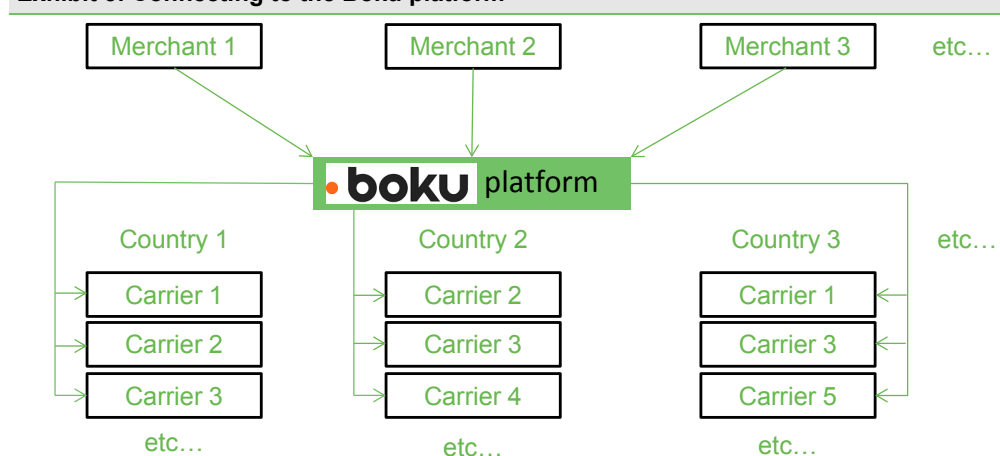 Merchant 1 Merchant 2 Merchant 3 etc…
boku platform
Country 1 Country 2 Country 3 etc…
Carrier 1 Carrier 2 Carrier 1
Carrier 2 Carrier 3 Carrier 3
Carrier 3 Carrier 4 Carrier 5
etc… etc… etc…